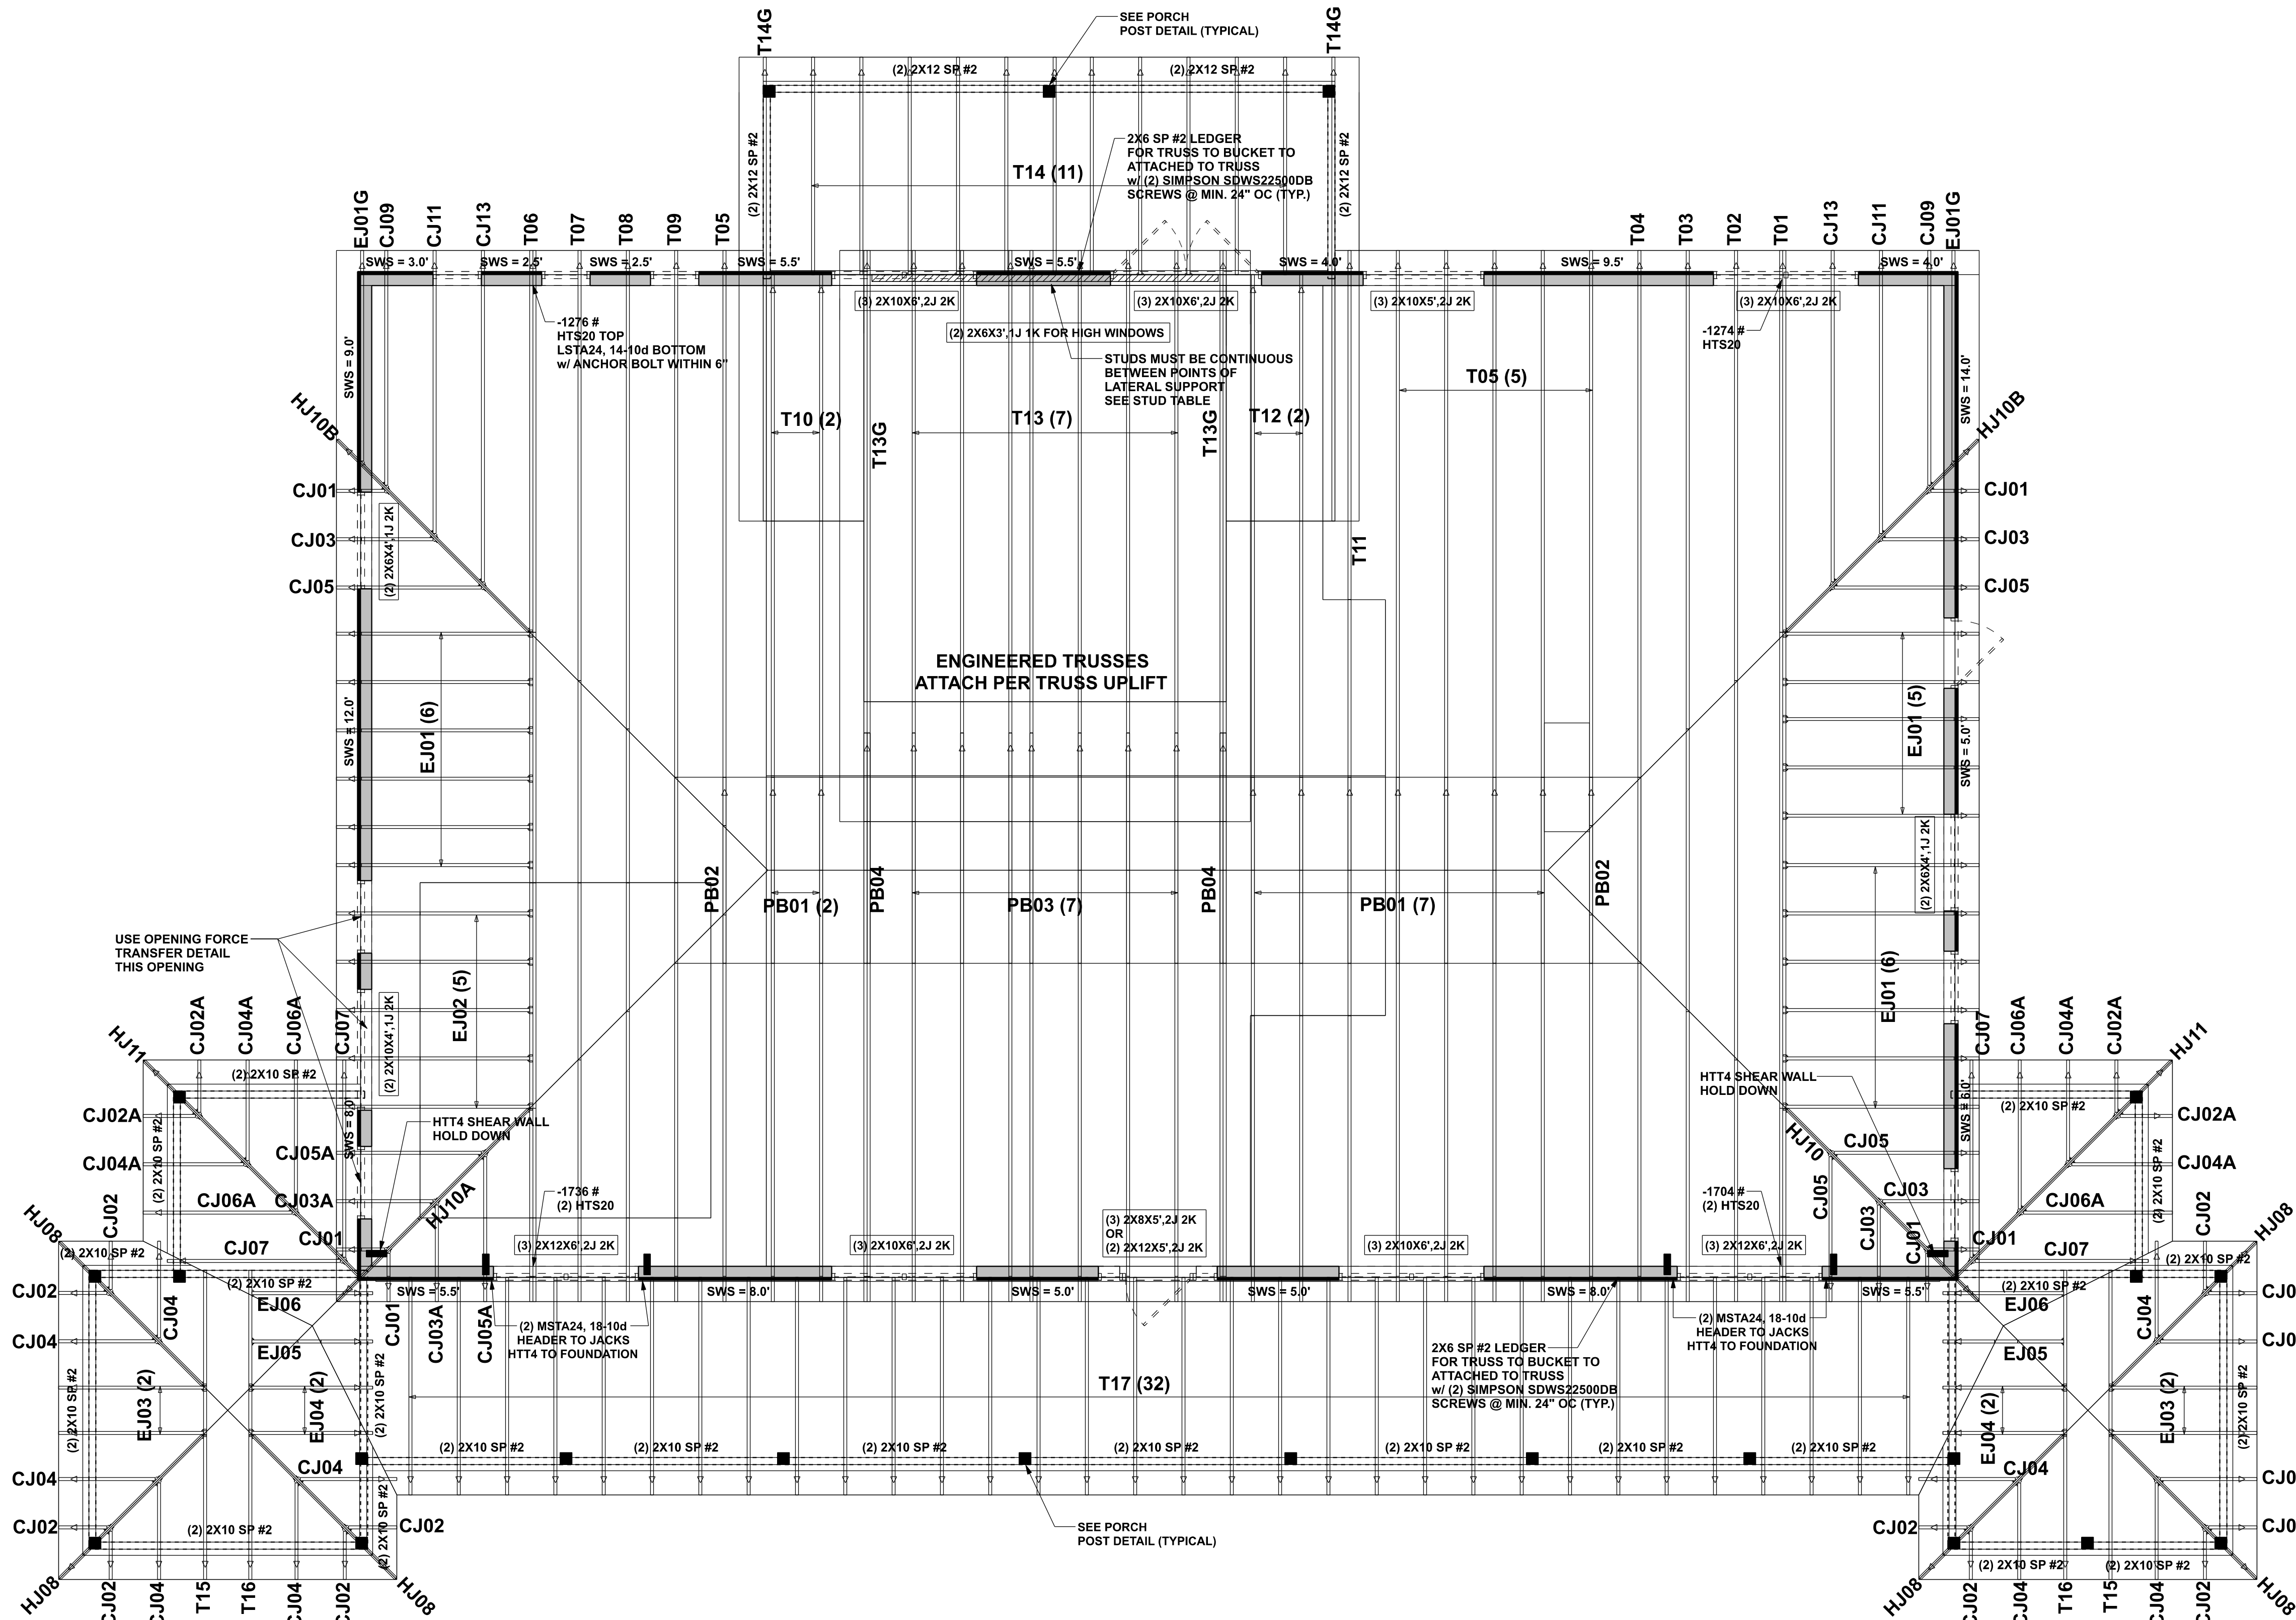 T14G
T14G
SEE PORCH
POST DETAIL (TYPICAL)
(2) 2X12 SP #2
(2) 2X12 SP #2
(2) 2X12 SP #2
(2) 2X12 SP #2
2X6 SP #2 LEDGER
FOR TRUSS TO BUCKET TO
ATTACHED TO TRUSS
w/ (2) SIMPSON SDWS22500DB
SCREWS @ MIN. 24" OC (TYP.)
T14 (11)
EJ01G
CJ09
CJ11
CJ13
T06
T07
T08
T09
T05
T04
T03
T02
T01
CJ13
CJ11
CJ09
EJ01G
SWS = 3.0'
SWS = 2.5'
SWS = 2.5'
SWS = 5.5'
SWS = 5.5'
SWS = 4.0'
SWS = 9.5'
SWS = 4.0'
(3) 2X10X6',2J 2K
(3) 2X10X6',2J 2K
(3) 2X10X5',2J 2K
(3) 2X10X6',2J 2K
(2) 2X6X3',1J 1K FOR HIGH WINDOWS
-1276 #
HTS20 TOP
LSTA24, 14-10d BOTTOM
w/ ANCHOR BOLT WITHIN 6"
-1274 #
HTS20
STUDS MUST BE CONTINUOUS
BETWEEN POINTS OF
LATERAL SUPPORT
SEE STUD TABLE
SWS = 9.0'
SWS = 14.0'
HJ10B
HJ10B
T10 (2)
T13G
T13 (7)
T13G
T12 (2)
T05 (5)
T11
CJ01
CJ03
CJ05
CJ01
CJ03
CJ05
(2) 2X6X4',1J 2K
ENGINEERED TRUSSES
ATTACH PER TRUSS UPLIFT
SWS = 12.0'
EJ01 (6)
EJ01 (5)
SWS = 5.0'
(2) 2X6X4',1J 2K
PB02
PB01 (2)
PB04
PB03 (7)
PB04
PB01 (7)
PB02
USE OPENING FORCE
TRANSFER DETAIL
THIS OPENING
EJ02 (5)
EJ01 (6)
(2) 2X10X4',1J 2K
HJ11
CJ02A
CJ04A
CJ06A
CJ07
CJ07
CJ06A
CJ04A
CJ02A
HJ11
(2) 2X10 SP #2
(2) 2X10 SP #2
CJ02A
CJ04A
CJ06A
(2) 2X10 SP #2
SWS = 8.0'
HTT4 SHEAR WALL
HOLD DOWN
CJ05A
CJ03A
CJ01
HJ10A
HTT4 SHEAR WALL
HOLD DOWN
HJ10
CJ05
CJ03
CJ01
CJ05
CJ03
CJ01
SWS = 6.0'
CJ02A
CJ04A
CJ06A
(2) 2X10 SP #2
-1736 #
(2) HTS20
-1704 #
(2) HTS20
(3) 2X12X6',2J 2K
(3) 2X10X6',2J 2K
(3) 2X8X5',2J 2K
OR
(2) 2X12X5',2J 2K
(3) 2X10X6',2J 2K
(3) 2X12X6',2J 2K
HJ08
CJ02
(2) 2X10 SP #2
CJ07
(2) 2X10 SP #2
CJ07
CJ02
HJ08
(2) 2X10 SP #2
(2) 2X10 SP #2
SWS = 5.5'
SWS = 8.0'
SWS = 5.0'
SWS = 5.0'
SWS = 8.0'
SWS = 5.5'
CJ02
CJ04
CJ04
EJ06
EJ05
CJ01
CJ03A
CJ05A
(2) MSTA24, 18-10d
HEADER TO JACKS
HTT4 TO FOUNDATION
(2) MSTA24, 18-10d
HEADER TO JACKS
HTT4 TO FOUNDATION
2X6 SP #2 LEDGER
FOR TRUSS TO BUCKET TO
ATTACHED TO TRUSS
w/ (2) SIMPSON SDWS22500DB
SCREWS @ MIN. 24" OC (TYP.)
T17 (32)
EJ06
EJ05
CJ04
EJ03 (2)
EJ04 (2)
(2) 2X10 SP #2
(2) 2X10 SP #2
EJ04 (2)
EJ03 (2)
(2) 2X10 SP #2
(2) 2X10 SP #2
(2) 2X10 SP #2
(2) 2X10 SP #2
(2) 2X10 SP #2
(2) 2X10 SP #2
(2) 2X10 SP #2
(2) 2X10 SP #2
CJ04
CJ02
CJ04
CJ02
(2) 2X10 SP #2
(2) 2X10 SP #2
SEE PORCH
POST DETAIL (TYPICAL)
CJ04
CJ02
(2) 2X10 SP #2
(2) 2X10 SP #2
HJ08
CJ02
CJ04
T15
T16
CJ04
CJ02
HJ08
HJ08
CJ02
CJ04
T16
T15
CJ04
CJ02
HJ08